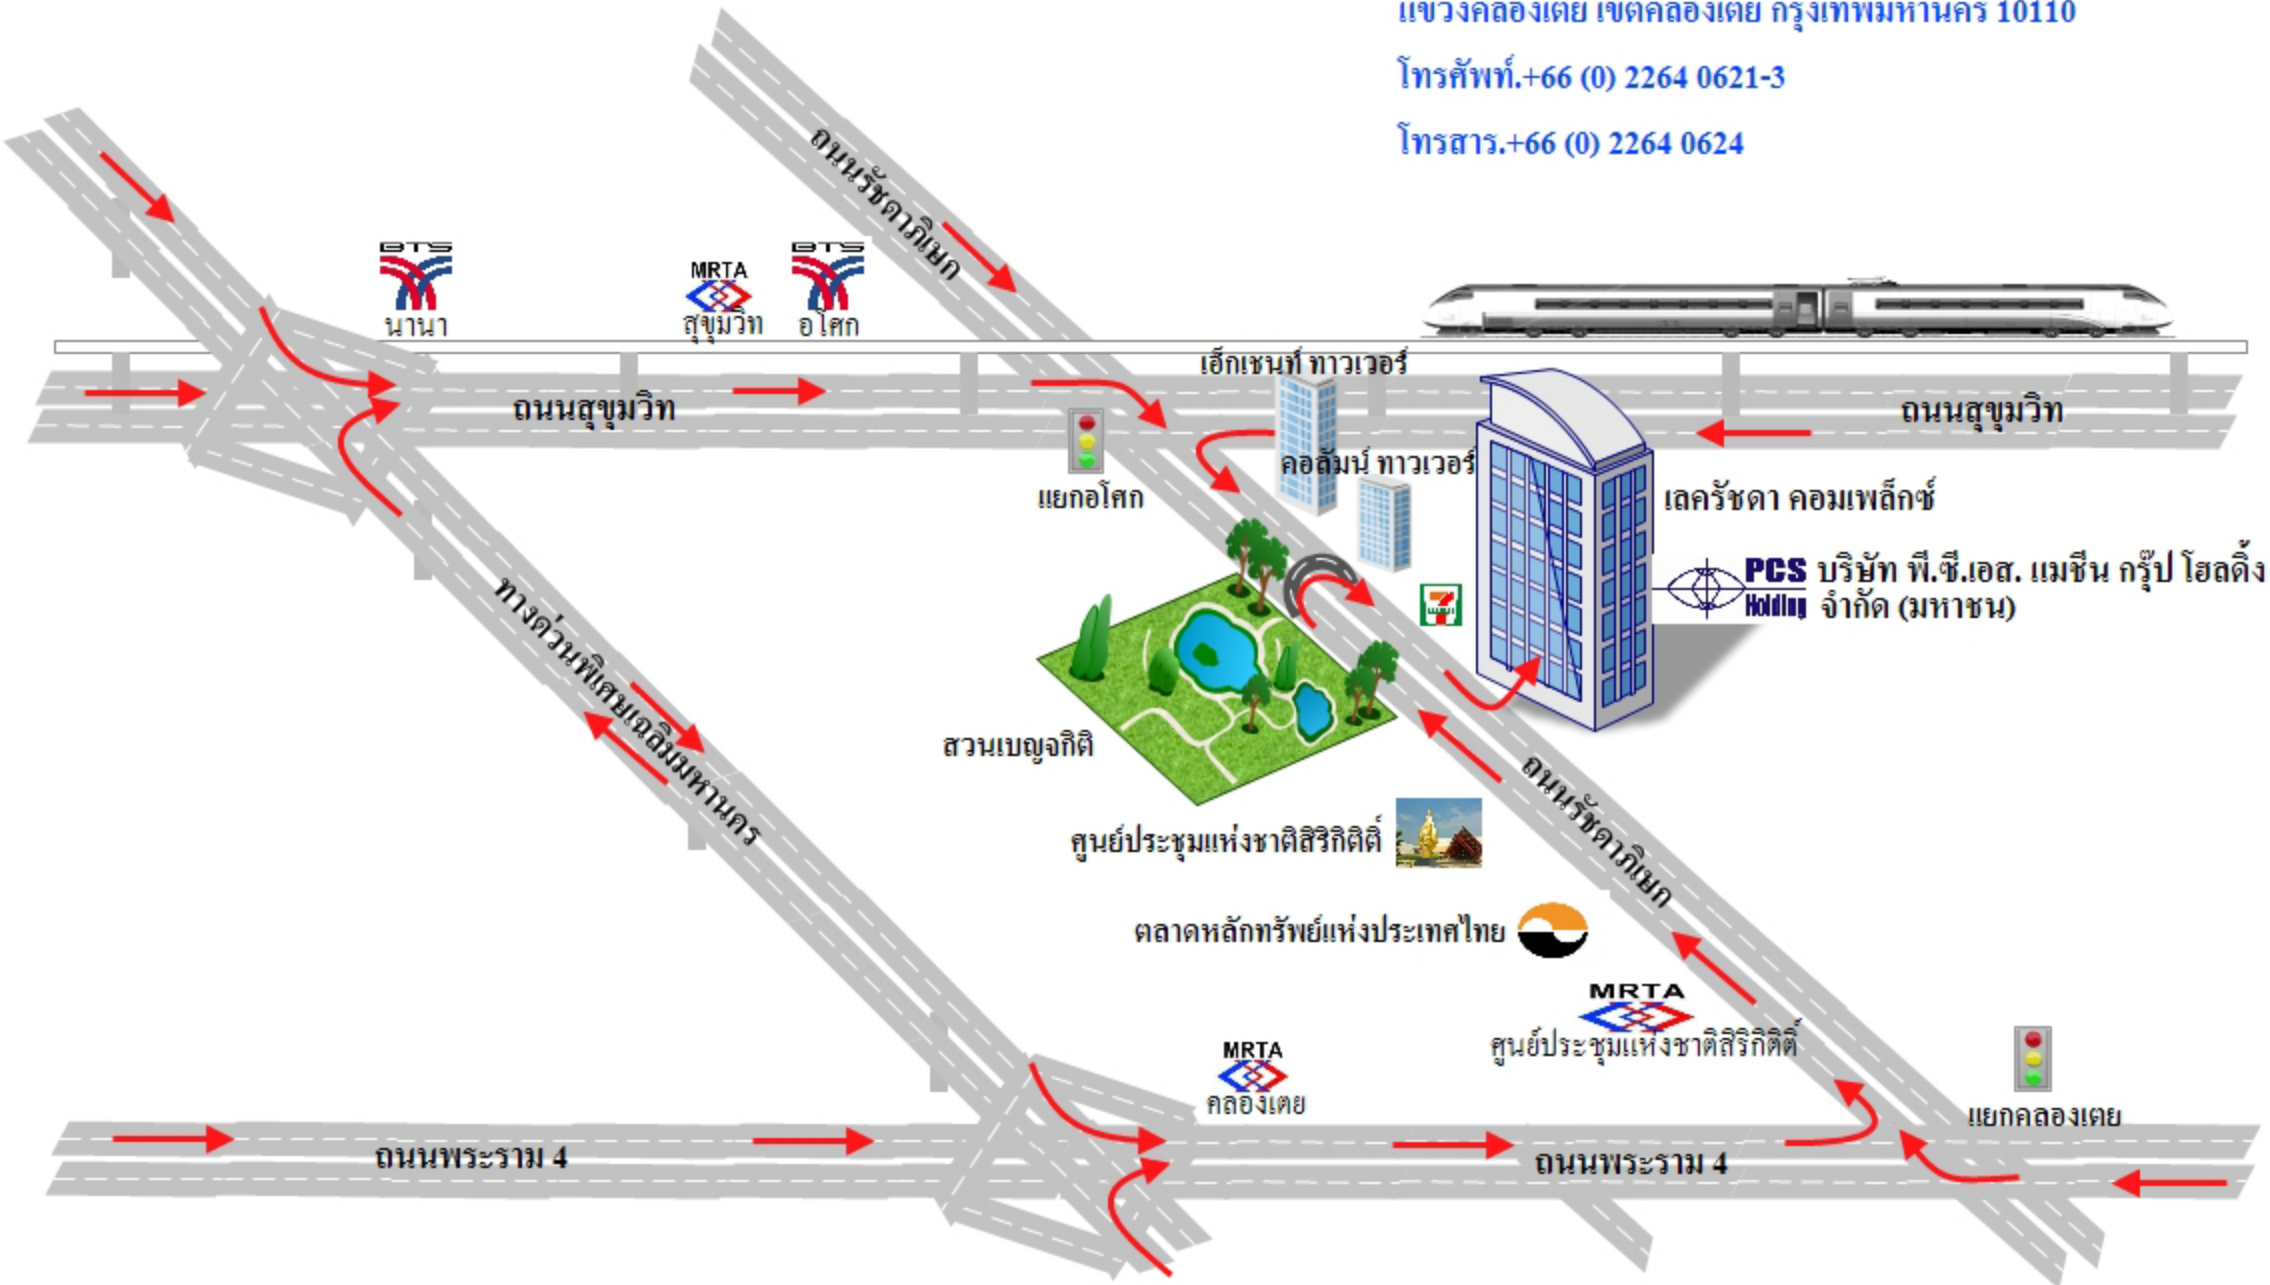 แขวงคลองเตย เขตคลองเตย กรุงเทพมหานคร 10110
โทรศัพท์.+66 (0) 2264 0621-3
โทรสาร.+66 (0) 2264 0624
ถนนรัชดาภิเษก
BTS
นานา
MRTA
สุขุมวิท
BTS
อโศก
เอ็กเชนท์ ทาวเวอร์
ถนนสุขุมวิท
ถนนสุขุมวิท
คอลัมน์ ทาวเวอร์
แยกอโศก
เลครัชดา คอมเพล็กซ์
PCS Holding
บริษัท พี.ซี.เอส. แมชีน กรุ๊ป โฮลดิ้ง
จำกัด (มหาชน)
ทางด่วนพิเศษเฉลิมมหานคร
สวนเบญจกิติ
ถนนรัชดาภิเษก
ศูนย์ประชุมแห่งชาติสิริกิติติ์
ตลาดหลักทรัพย์แห่งประเทศไทย
MRTA
ศูนย์ประชุมแห่งชาติสิริกิติติ์
MRTA
คลองเตย
แยกคลองเตย
ถนนพระราม 4
ถนนพระราม 4